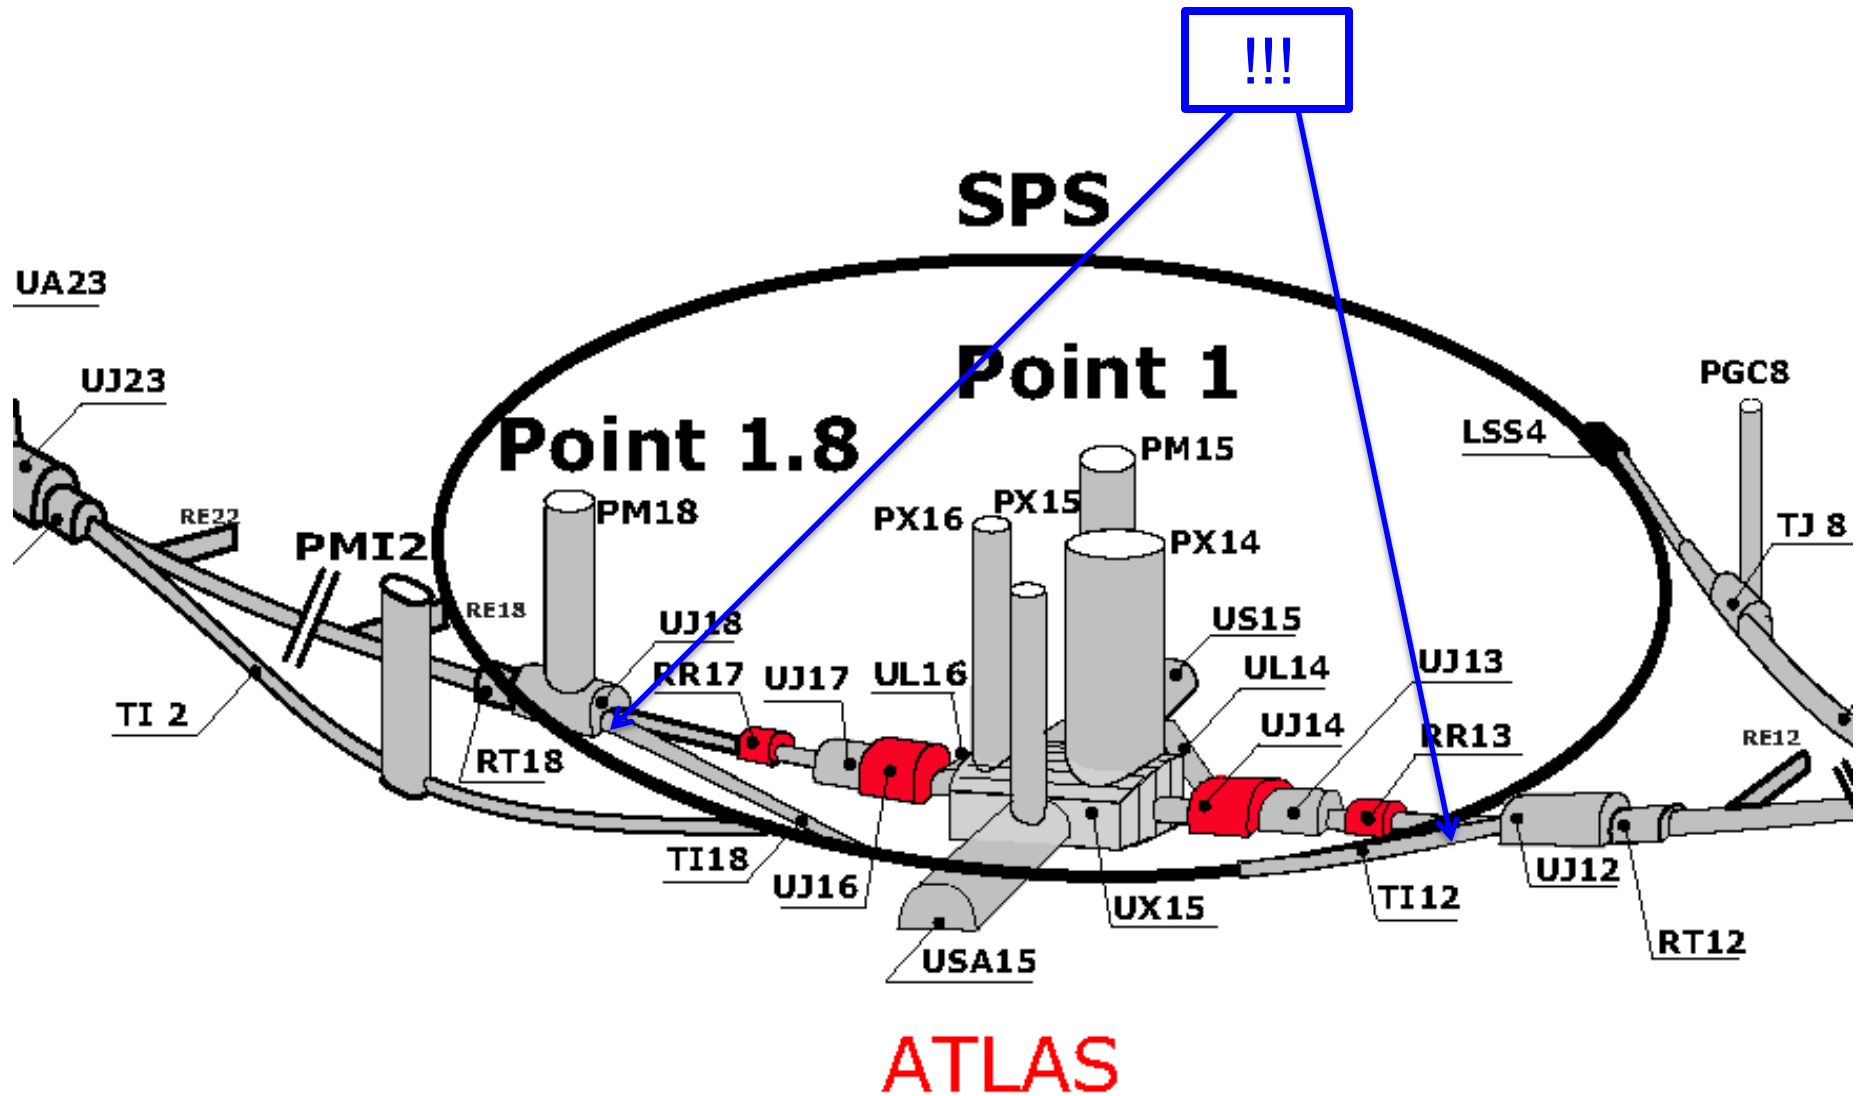 !!!
SPS
UA23
Point 1
UJ23
PGC8
Point 1.8
LSS4
PM15
PX15
PM18
PX16
RE22
TJ 8
PMI2
PX14
RE18
US15
UJ18
UJ13
RR17
UJ17
UL16
UL14
TI 2
UJ14
RR13
RE12
RT18
TI18
UJ16
UJ12
TI12
UX15
RT12
USA15
ATLAS